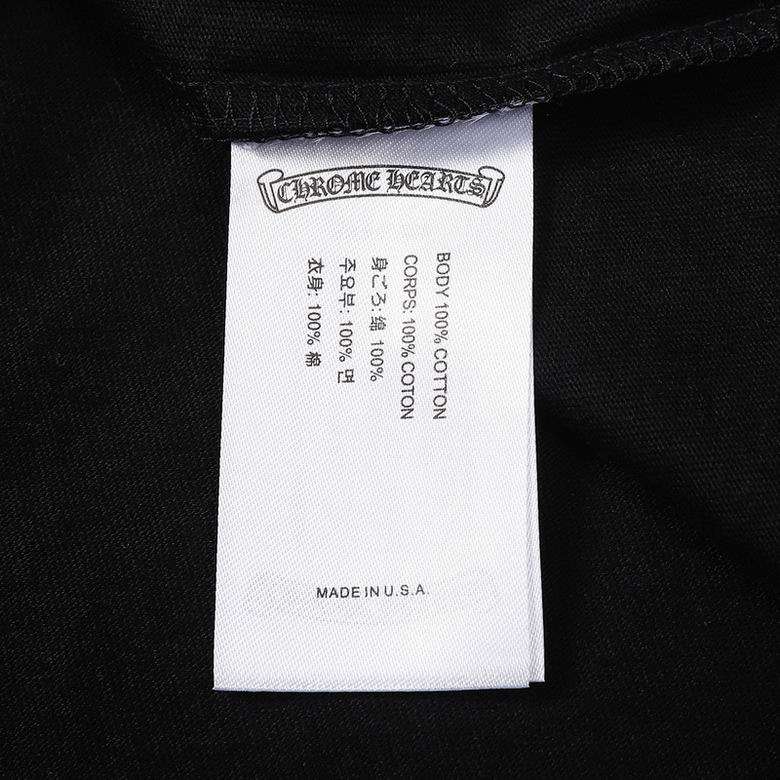 CHROME HEARTS
BODY 100% COTTON
CORPS: 100% COTON
身ごろ: 綿 100%
주요부: 100% 면
衣身: 100% 棉
MADE IN U.S.A.